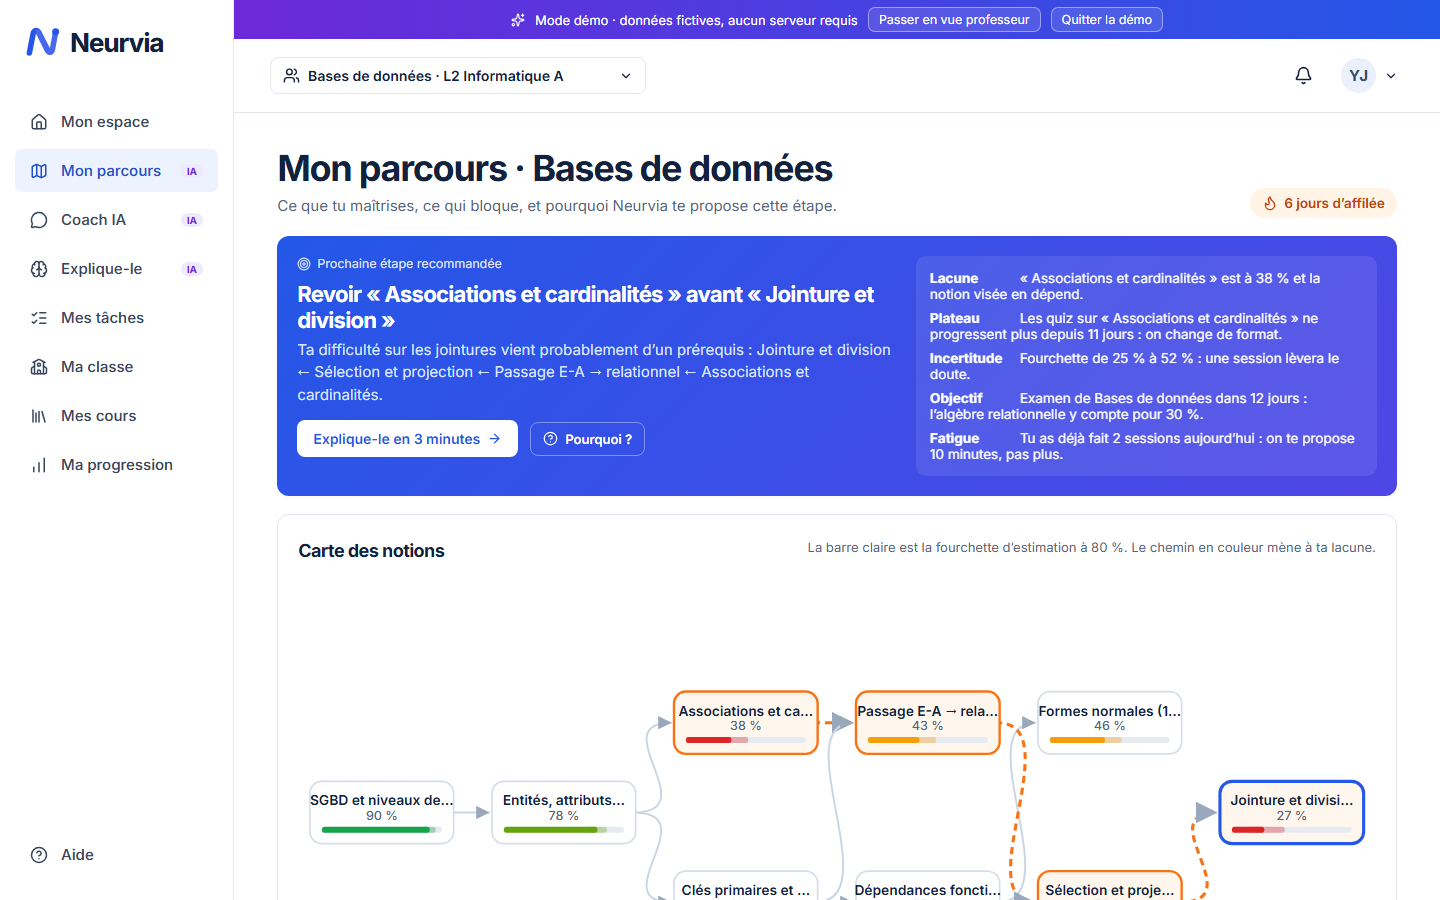 Neurvia
Mode démo · données fictives, aucun serveur requis
Passer en vue professeur
Quitter la démo
Bases de données · L2 Informatique A
YJ
Mon espace
Mon parcours IA
Coach IA IA
Explique-le IA
Mes tâches
Ma classe
Mes cours
Ma progression
Aide
Mon parcours · Bases de données
Ce que tu maîtrises, ce qui bloque, et pourquoi Neurvia te propose cette étape.
6 jours d’affilée
Prochaine étape recommandée
Revoir « Associations et cardinalités » avant « Jointure et
division »
Ta difficulté sur les jointures vient probablement d’un prérequis : Jointure et division
← Sélection et projection ← Passage E-A → relationnel ← Associations et
cardinalités.
Explique-le en 3 minutes →
Pourquoi ?
Lacune « Associations et cardinalités » est à 38 % et la
notion visée en dépend.
Plateau Les quiz sur « Associations et cardinalités » ne
progressent plus depuis 11 jours : on change de format.
Incertitude Fourchette de 25 % à 52 % : une session lèvera le
doute.
Objectif Examen de Bases de données dans 12 jours :
l’algèbre relationnelle y compte pour 30 %.
Fatigue Tu as déjà fait 2 sessions aujourd’hui : on te propose
10 minutes, pas plus.
Carte des notions
La barre claire est la fourchette d’estimation à 80 %. Le chemin en couleur mène à ta lacune.
Associations et ca...
38 %
Passage E-A → rela...
43 %
Formes normales (1...
46 %
SGBD et niveaux de...
90 %
Entités, attributs...
78 %
Jointure et divisi...
27 %
Clés primaires et ...
Dépendances foncti...
Sélection et proje...